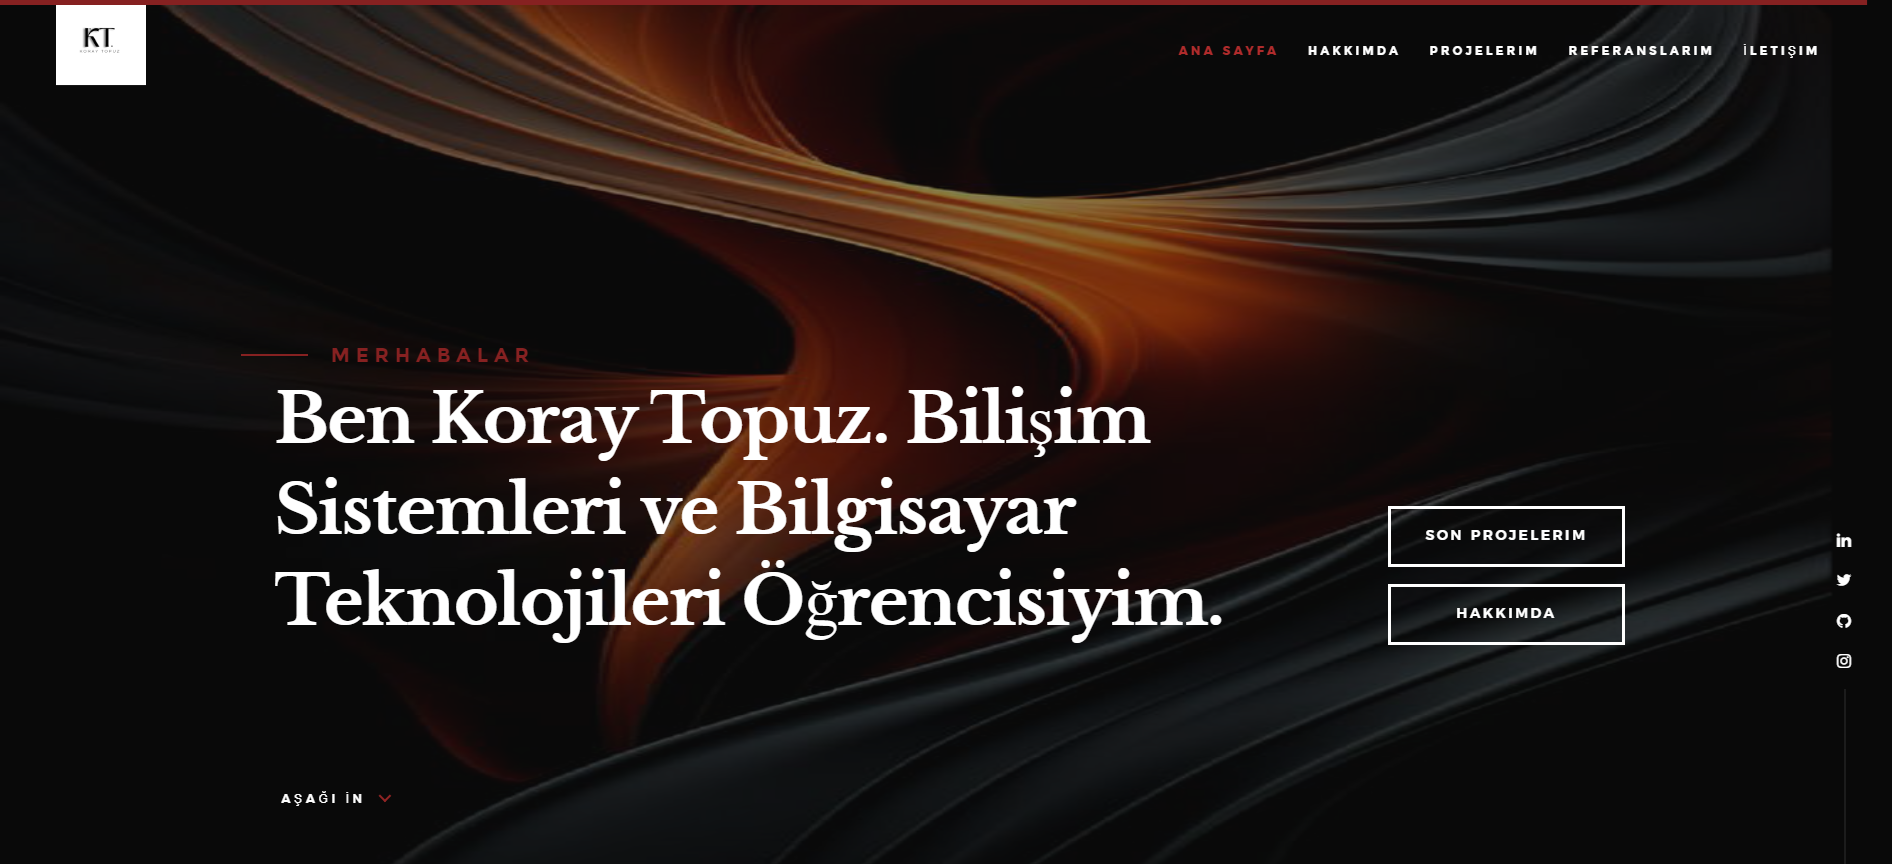 KT.
KORAY TOPUZ
ANA SAYFA HAKKIMDA PROJELERIM REFERANSLARIM İLETIŞIM
MERHABALAR
Ben Koray Topuz. Bilişim
Sistemleri ve Bilgisayar
Teknolojileri Öğrencisiyim.
SON PROJELERIM
HAKKIMDA
AŞAĞI İN